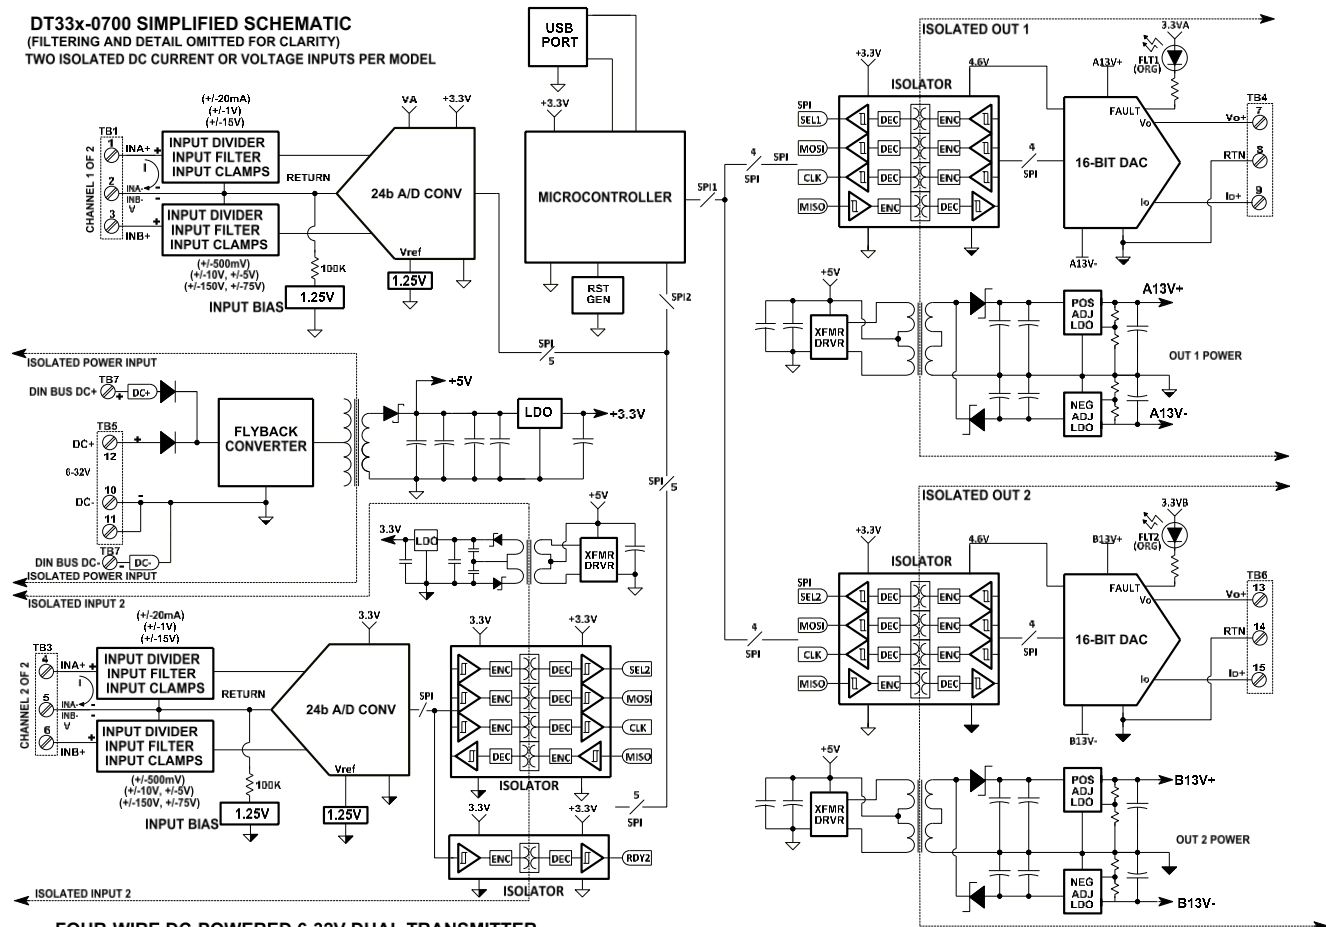 DT33x-0700 SIMPLIFIED SCHEMATIC
(FILTERING AND DETAIL OMITTED FOR CLARITY)
TWO ISOLATED DC CURRENT OR VOLTAGE INPUTS PER MODEL
USB
PORT
+3.3V
MICROCONTROLLER
RST
GEN
SPI1
SPI2
(+/-20mA)
(+/-1V)
(+/-15V)
TB1
CHANNEL 1 OF 2
1
INA+ +
I
2
INA- -
INB- -
V
3
INB+ +
INPUT DIVIDER
INPUT FILTER
INPUT CLAMPS
RETURN
INPUT DIVIDER
INPUT FILTER
INPUT CLAMPS
(+/-500mV)
(+/-10V, +/-5V)
(+/-150V, +/-75V)
100K
1.25V
INPUT BIAS
VA
+3.3V
24b A/D CONV
Vref
1.25V
SPI
5
ISOLATED POWER INPUT
TB7
DIN BUS DC+
+
DC+
TB5
DC+
+
12
6-32V
DC-
10
-
11
TB7
DIN BUS DC-
-
DC-
ISOLATED POWER INPUT
FLYBACK
CONVERTER
+5V
LDO
+3.3V
SPI
5
ISOLATED INPUT 2
3.3V
LDO
+5V
XFMR
DRVR
(+/-20mA)
(+/-1V)
(+/-15V)
TB3
CHANNEL 2 OF 2
4
INA+ +
I
5
INA- -
INB- -
V
6
INB+ +
INPUT DIVIDER
INPUT FILTER
INPUT CLAMPS
RETURN
INPUT DIVIDER
INPUT FILTER
INPUT CLAMPS
(+/-500mV)
(+/-10V, +/-5V)
(+/-150V, +/-75V)
100K
1.25V
INPUT BIAS
3.3V
24b A/D CONV
Vref
1.25V
SPI
3.3V
+3.3V
ENC DEC SEL2
ENC DEC MOSI
ENC DEC CLK
DEC ENC MISO
ISOLATOR
5
SPI
3.3V
+3.3V
ENC DEC RDY2
ISOLATOR
ISOLATED INPUT 2
FOUR-WIRE DC-POWERED 6-32V DUAL TRANSMITTER
4
SPI
SPI
ISOLATED OUT 1
+3.3V
4.6V
ISOLATOR
SPI
SEL1 DEC ENC
MOSI DEC ENC
CLK DEC ENC
MISO ENC DEC
4
SPI
A13V+
3.3VA
FLT1
(ORG)
FAULT
Vo
16-BIT DAC
Io
A13V-
TB4
Vo+
7
RTN
8
Io+
9
+5V
XFMR
DRVR
POS
ADJ
LDO
A13V+
OUT 1 POWER
NEG
ADJ
LDO
A13V-
4
SPI
ISOLATED OUT 2
+3.3V
4.6V
ISOLATOR
SPI
SEL2 DEC ENC
MOSI DEC ENC
CLK DEC ENC
MISO ENC DEC
4
SPI
B13V+
3.3VB
FLT2
(ORG)
FAULT
Vo
16-BIT DAC
Io
B13V-
TB6
Vo+
13
RTN
14
Io+
15
+5V
XFMR
DRVR
POS
ADJ
LDO
B13V+
OUT 2 POWER
NEG
ADJ
LDO
B13V-